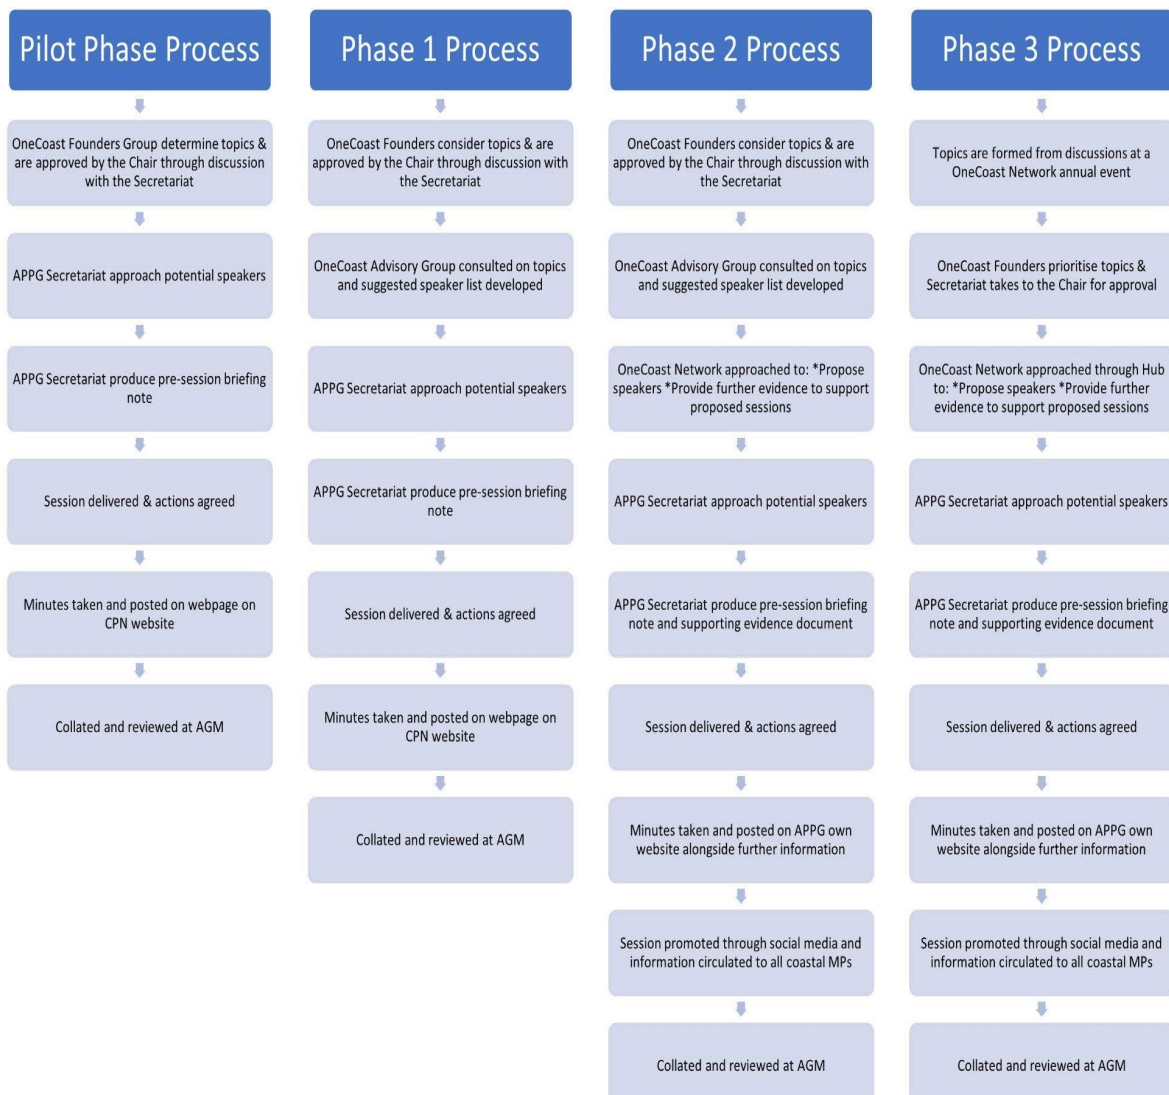 Pilot Phase Process
OneCoast Founders Group determine topics &
are approved by the Chair through discussion
with the Secretariat
APPG Secretariat approach potential speakers
APPG Secretariat produce pre-session briefing
note
Session delivered & actions agreed
Minutes taken and posted on webpage on
CPN website
Collated and reviewed at AGM
Phase 1 Process
OneCoast Founders consider topics & are
approved by the Chair through discussion with
the Secretariat
OneCoast Advisory Group consulted on topics
and suggested speaker list developed
APPG Secretariat approach potential speakers
APPG Secretariat produce pre-session briefing
note
Session delivered & actions agreed
Minutes taken and posted on webpage on
CPN website
Collated and reviewed at AGM
Phase 2 Process
OneCoast Founders consider topics & are
approved by the Chair through discussion with
the Secretariat
OneCoast Advisory Group consulted on topics
and suggested speaker list developed
OneCoast Network approached to: *Propose
speakers *Provide further evidence to support
proposed sessions
APPG Secretariat approach potential speakers
APPG Secretariat produce pre-session briefing
note and supporting evidence document
Session delivered & actions agreed
Minutes taken and posted on APPG own
website alongside further information
Session promoted through social media and
information circulated to all coastal MPs
Collated and reviewed at AGM
Phase 3 Process
Topics are formed from discussions at a
OneCoast Network annual event
OneCoast Founders prioritise topics &
Secretariat takes to the Chair for approval
OneCoast Network approached through Hub
to: *Propose speakers *Provide further
evidence to support proposed sessions
APPG Secretariat approach potential speakers
APPG Secretariat produce pre-session briefing
note and supporting evidence document
Session delivered & actions agreed
Minutes taken and posted on APPG own
website alongside further information
Session promoted through social media and
information circulated to all coastal MPs
Collated and reviewed at AGM